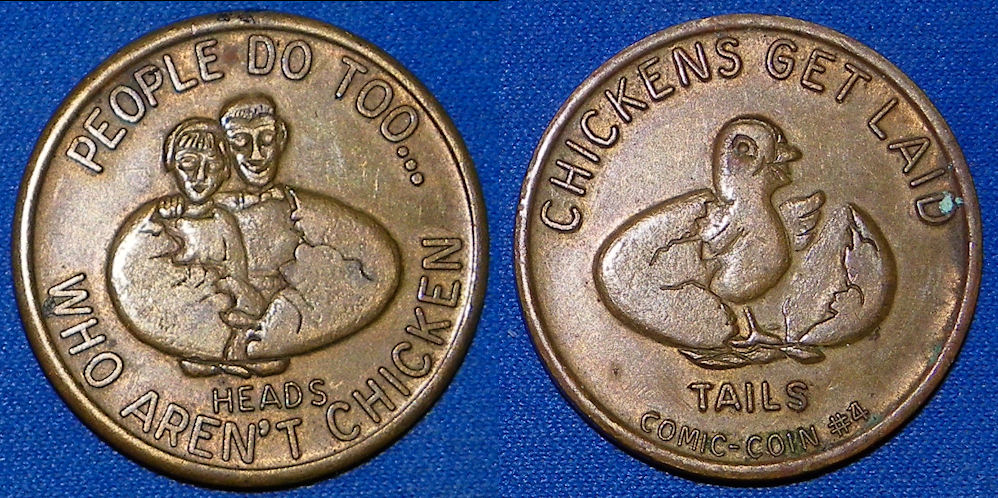 PEOPLE DO TOO...
WHO AREN'T CHICKEN
HEADS
CHICKENS GET LAID
TAILS
COMIC-COIN #4